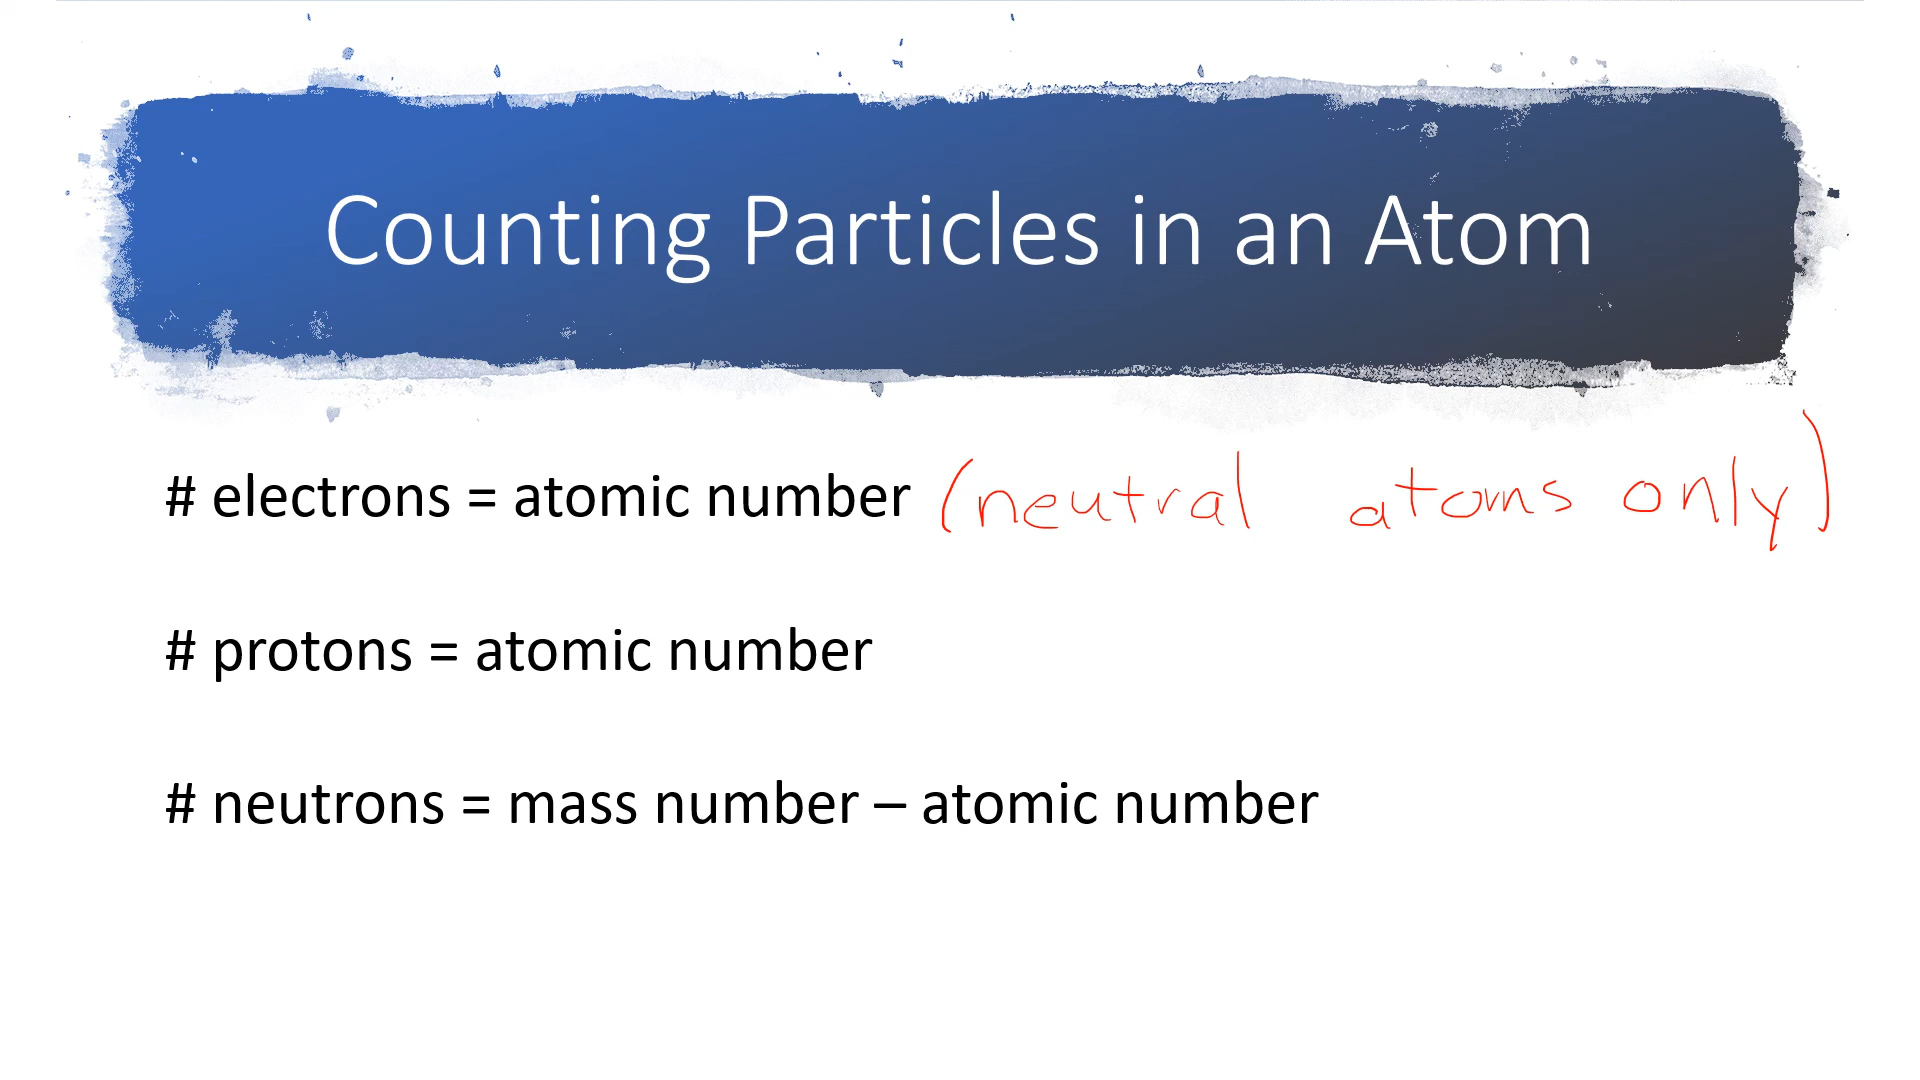 Counting Particles in an Atom
# electrons = atomic number (neutral atoms only)
# protons = atomic number
# neutrons = mass number – atomic number